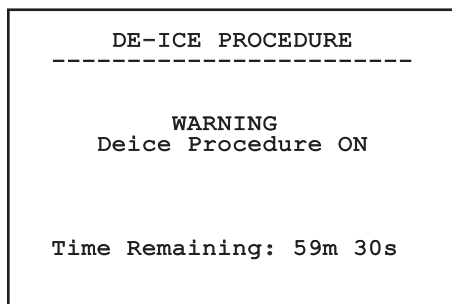 DE-ICE PROCEDURE
------------------------
WARNING
Deice Procedure ON
Time Remaining: 59m 30s